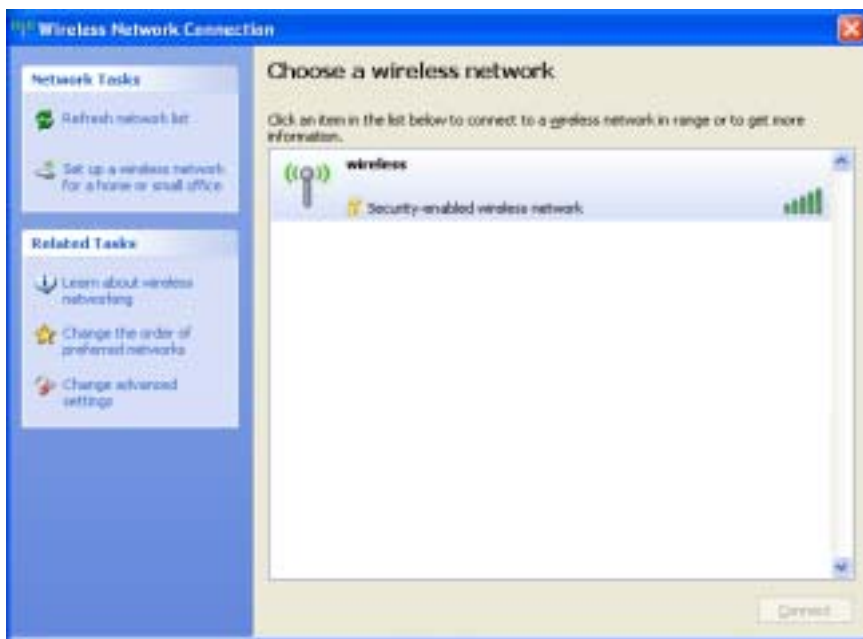 Wireless Network Connection
Network Tasks
Refresh network list
Set up a wireless network
for a home or small office
Related Tasks
Learn about wireless
networking
Change the order of
preferred networks
Change advanced
settings
Choose a wireless network
Click an item in the list below to connect to a wireless network in range or to get more
information.
wireless
Security-enabled wireless network
Connect